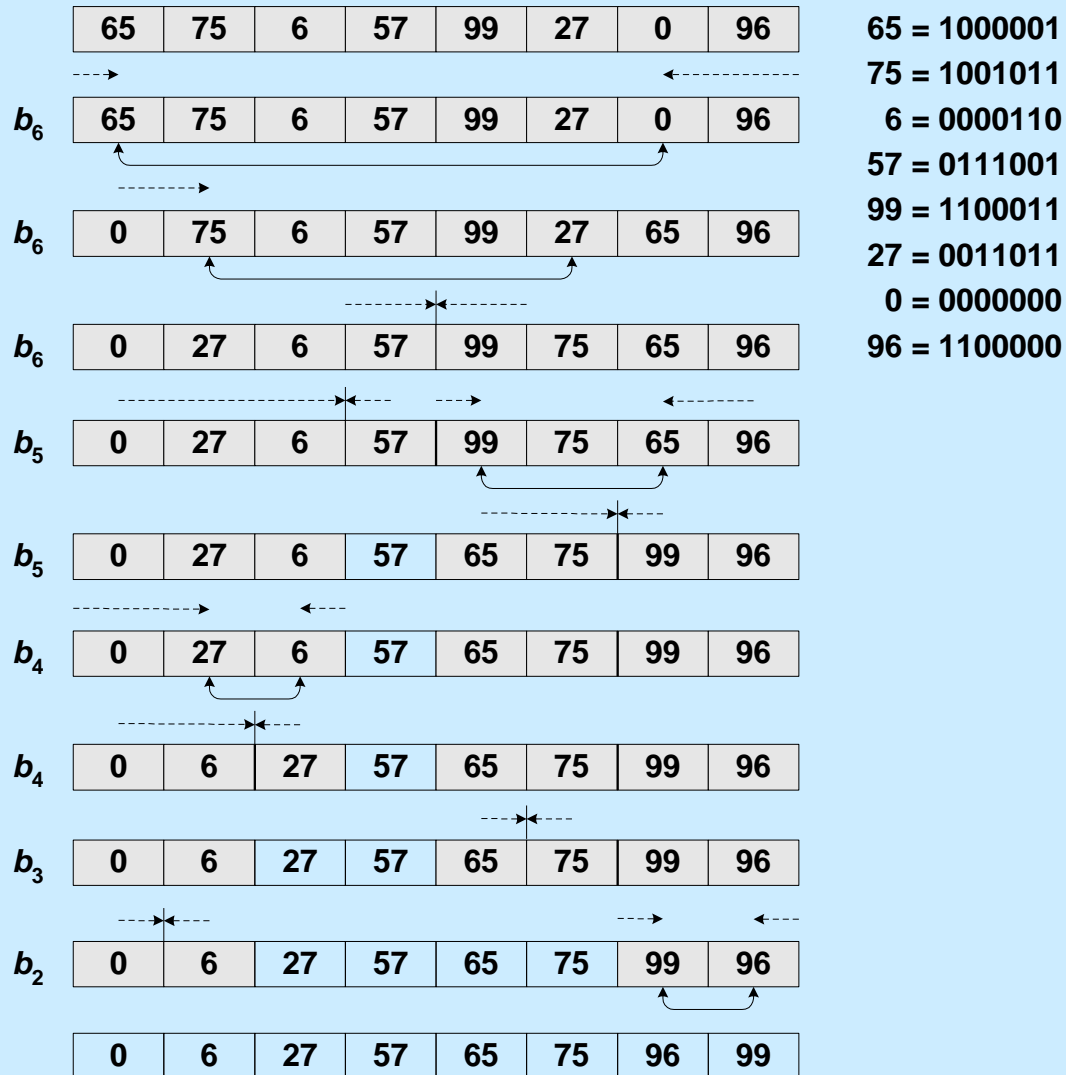 65 75 6 57 99 27 0 96
b6 65 75 6 57 99 27 0 96
b6 0 75 6 57 99 27 65 96
b6 0 27 6 57 99 75 65 96
b5 0 27 6 57 99 75 65 96
b5 0 27 6 57 65 75 99 96
b4 0 27 6 57 65 75 99 96
b4 0 6 27 57 65 75 99 96
b3 0 6 27 57 65 75 99 96
b2 0 6 27 57 65 75 99 96
0 6 27 57 65 75 96 99
65 = 1000001
75 = 1001011
6 = 0000110
57 = 0111001
99 = 1100011
27 = 0011011
0 = 0000000
96 = 1100000